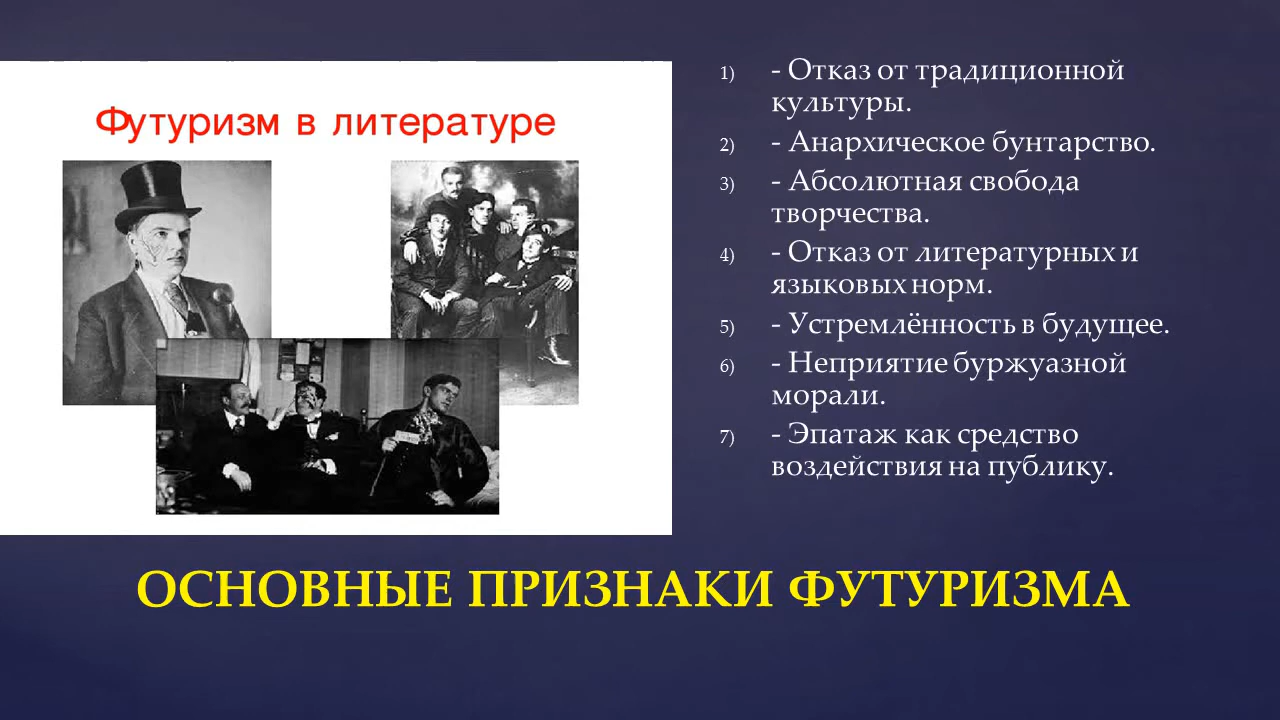 Футуризм в литературе
1) - Отказ от традиционной
культуры.
2) - Анархическое бунтарство.
3) - Абсолютная свобода
творчества.
4) - Отказ от литературных и
языковых норм.
5) - Устремлённость в будущее.
6) - Неприятие буржуазной
морали.
7) - Эпатаж как средство
воздействия на публику.
ОСНОВНЫЕ ПРИЗНАКИ ФУТУРИЗМА